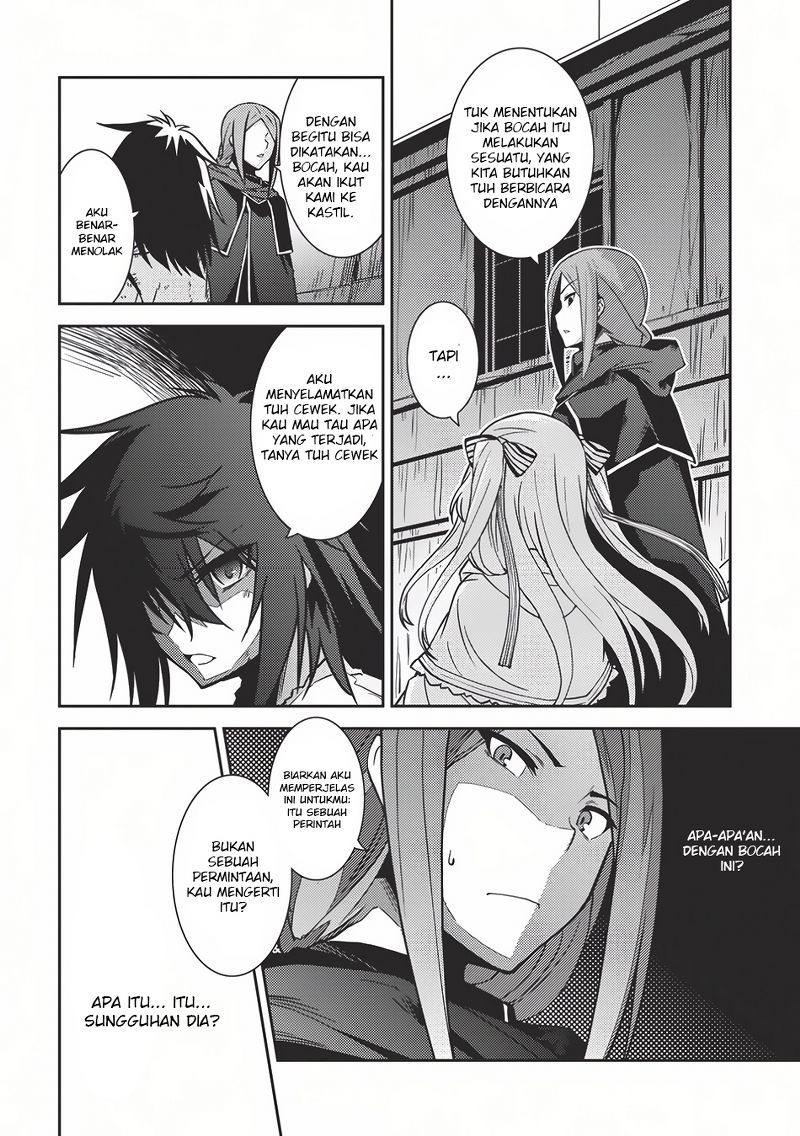 TUK MENENTUKAN
JIKA BOCAH ITU
MELAKUKAN
SESUATU, YANG
KITA BUTUHKAN
TUH BERBICARA
DENGANNYA
TAPI
...
DENGAN
BEGITU BISA
DIKATAKAN...
BOCAH, KAU
AKAN IKUT
KAMI KE
KASTIL.
AKU
BENAR-
BENAR
MENOLAK
AKU
MENYELAMATKAN
TUH CEWEK. JIKA
KAU MAU TAU APA
YANG TERJADI,
TANYA TUH CEWEK
APA-APA'AN...
DENGAN BOCAH
INI?
BIARKAN AKU
MEMPERJELAS
INI UNTUKMU:
ITU SEBUAH
PERINTAH
BUKAN
SEBUAH
PERMINTAAN,
KAU MENGERTI
ITU?
APA ITU... ITU...
SUNGGUHAN DIA?